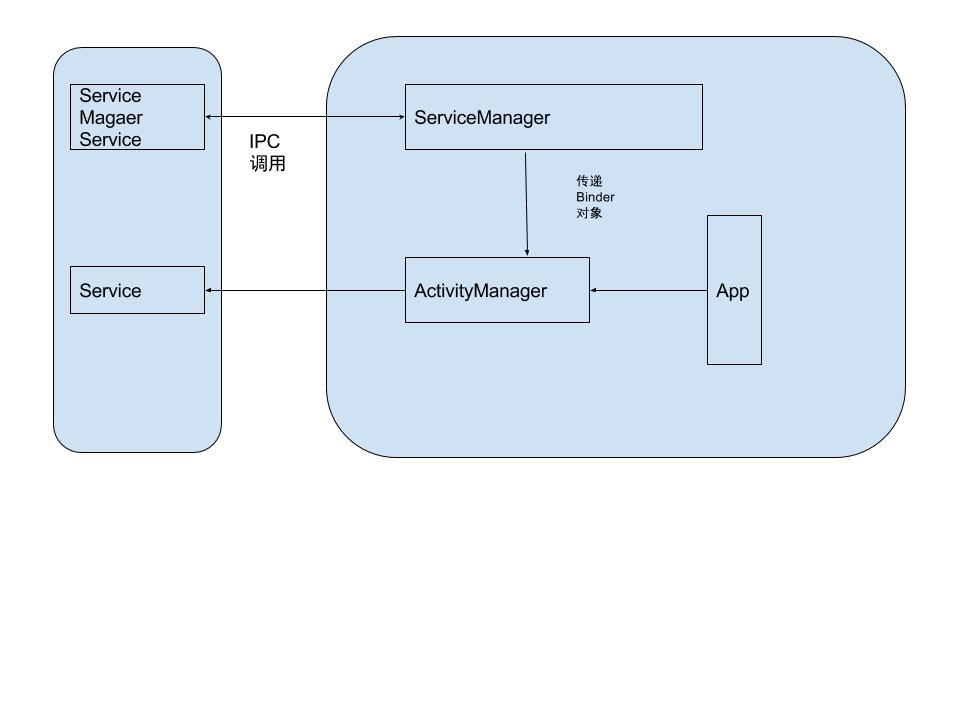 Service
Magaer
Service
ServiceManager
IPC
调用
传递
Binder
对象
Service
ActivityManager
App